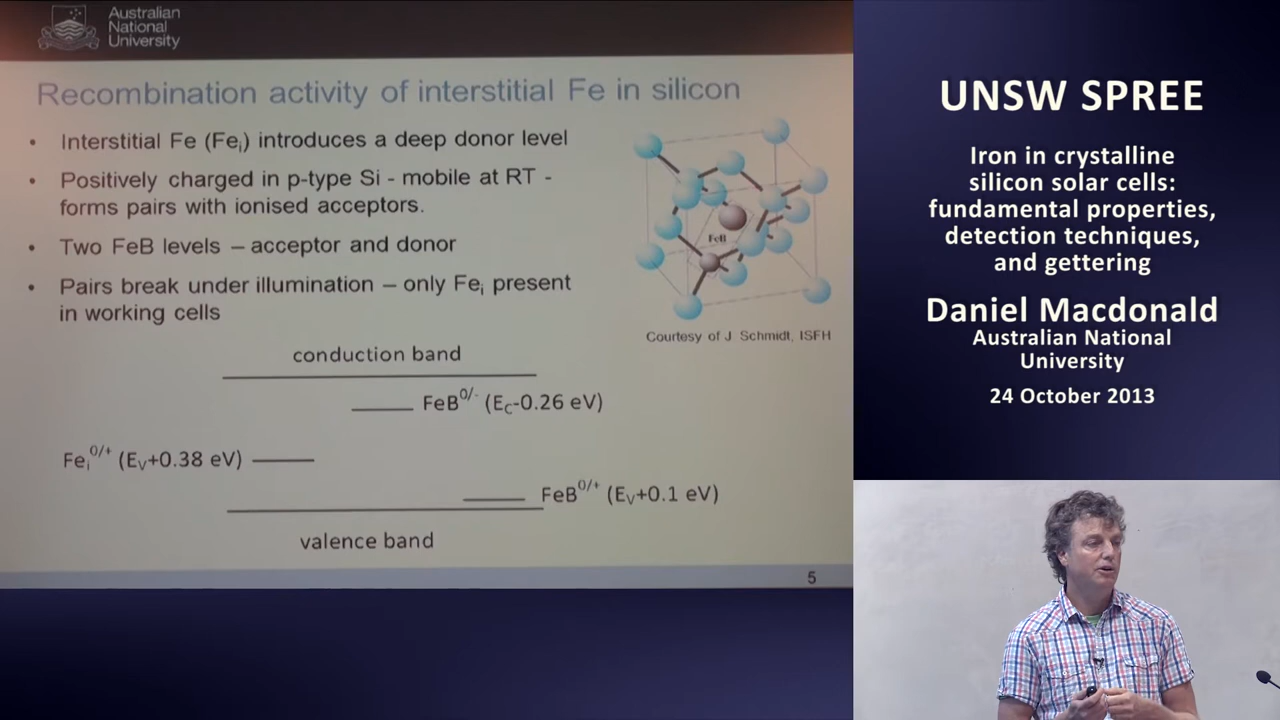 Australian
National
University
Recombination activity of interstitial Fe in silicon
• Interstitial Fe (Feᵢ) introduces a deep donor level
• Positively charged in p-type Si - mobile at RT -
forms pairs with ionised acceptors.
• Two FeB levels – acceptor and donor
• Pairs break under illumination – only Feᵢ present
in working cells
FeB
Courtesy of J Schmidt, ISFH
conduction band
FeB⁰/⁻ (E_C-0.26 eV)
Feᵢ⁰/⁺ (E_V+0.38 eV)
FeB⁰/⁺ (E_V+0.1 eV)
valence band
5
UNSW SPREE
Iron in crystalline
silicon solar cells:
fundamental properties,
detection techniques,
and gettering
Daniel Macdonald
Australian National
University
24 October 2013